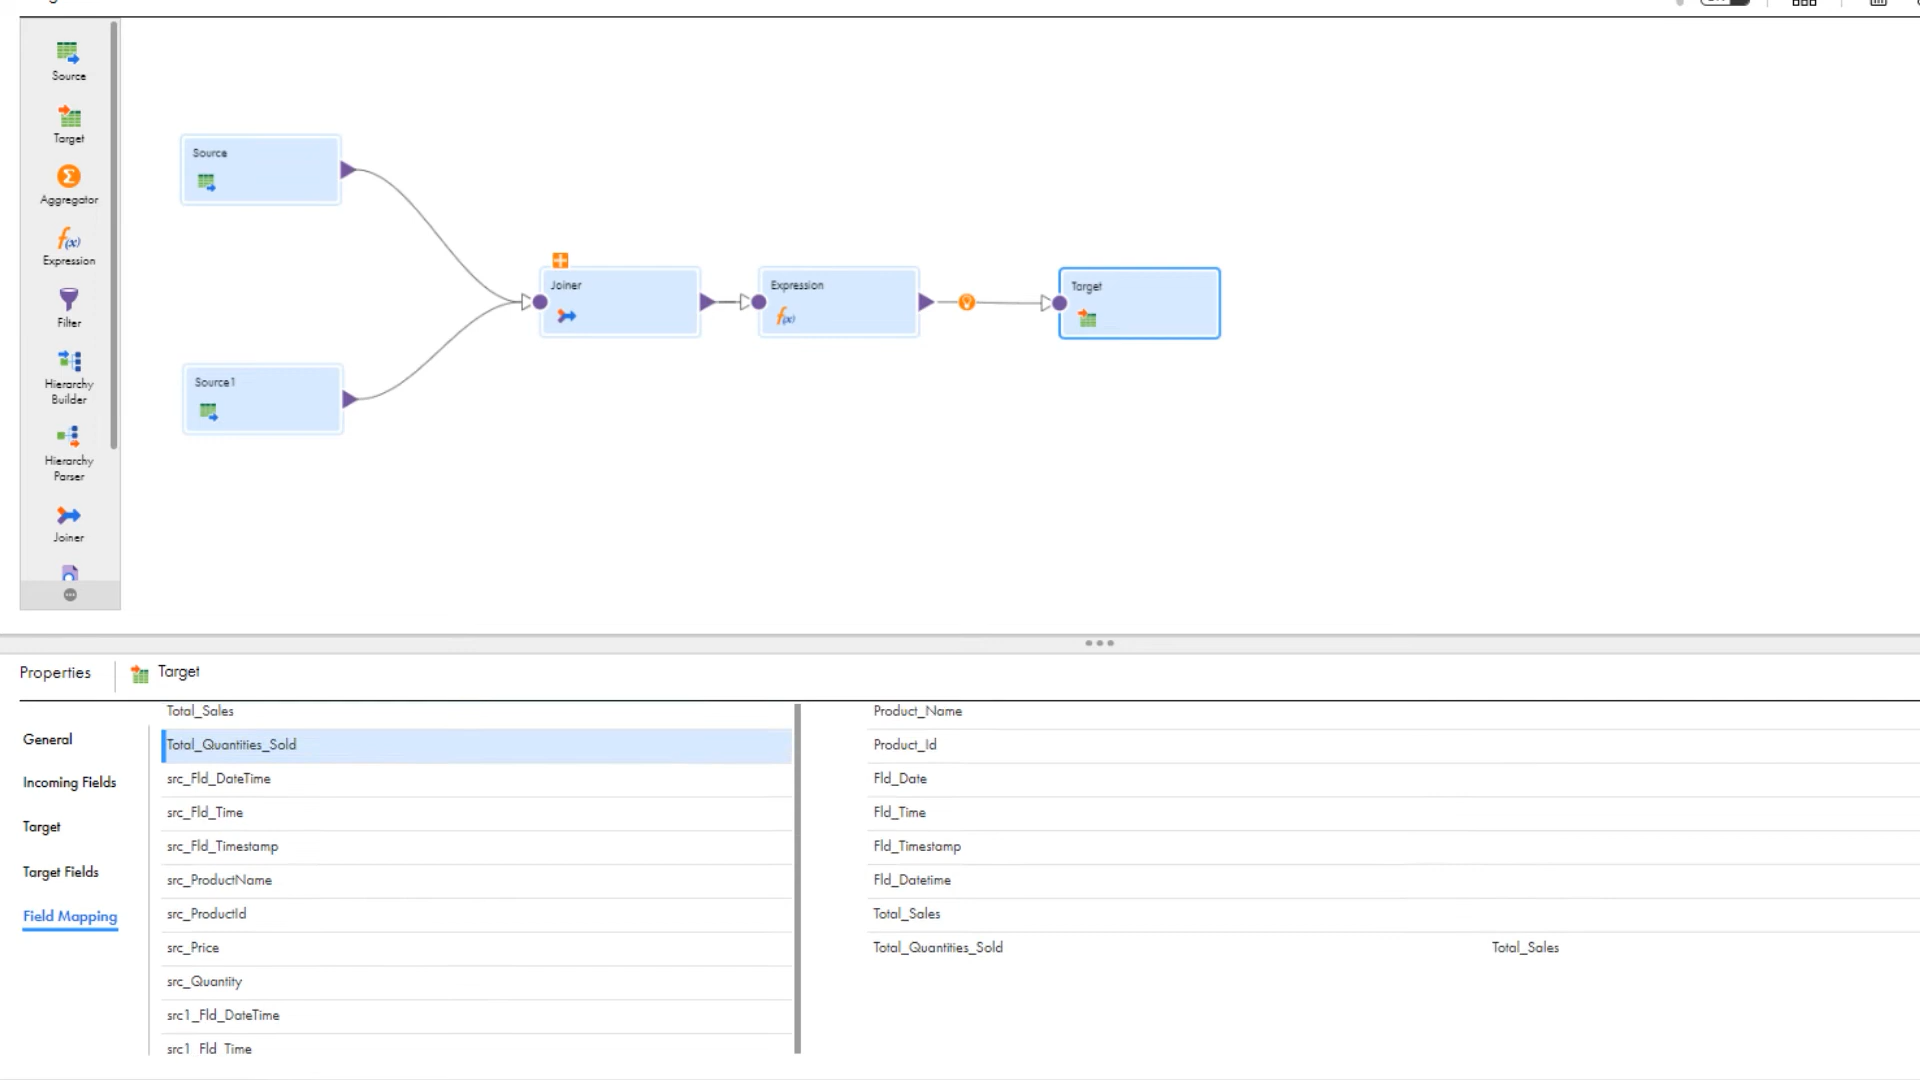 Source
Target
Aggregator
Expression
Filter
Hierarchy
Builder
Hierarchy
Parser
Joiner
Source
Source1
Joiner
Expression
Target
Properties
Target
General
Incoming Fields
Target
Target Fields
Field Mapping
Total_Sales
Total_Quantities_Sold
src_Fld_DateTime
src_Fld_Time
src_Fld_Timestamp
src_ProductName
src_ProductId
src_Price
src_Quantity
src1_Fld_DateTime
src1_Fld_Time
Product_Name
Product_Id
Fld_Date
Fld_Time
Fld_Timestamp
Fld_Datetime
Total_Sales
Total_Quantities_Sold Total_Sales